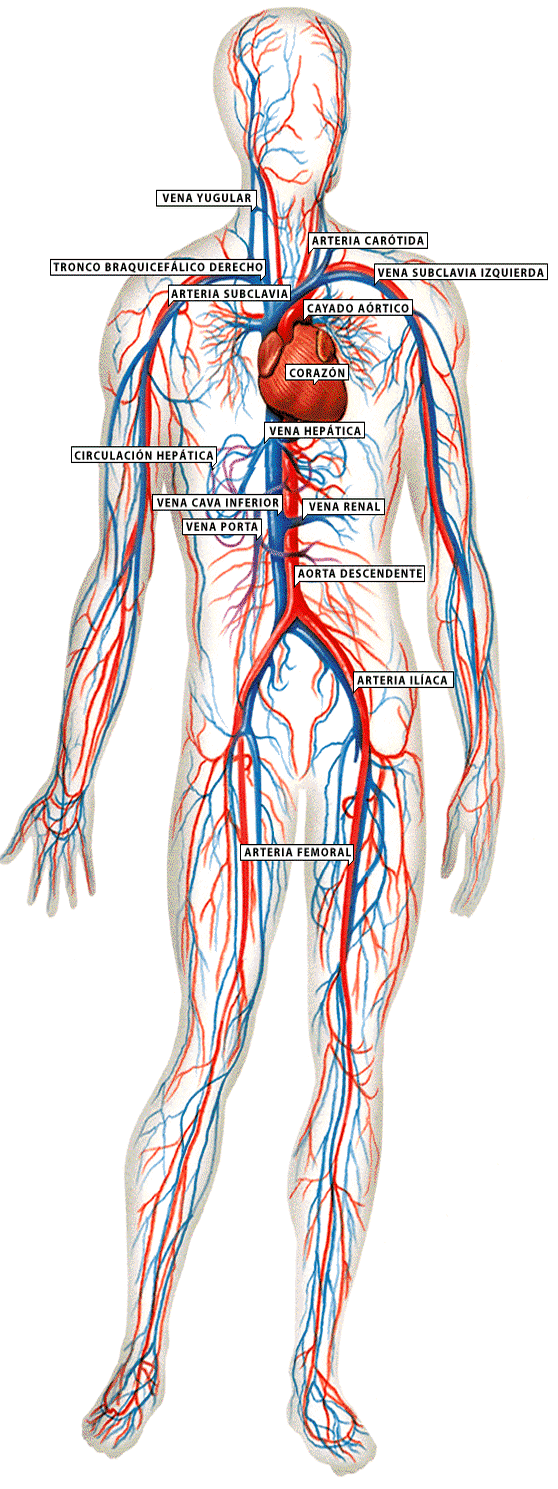 VENA YUGULAR
ARTERIA CARÓTIDA
TRONCO BRAQUICEFÁLICO DERECHO
VENA SUBCLAVIA IZQUIERDA
ARTERIA SUBCLAVIA
CAYADO AÓRTICO
CORAZÓN
VENA HEPÁTICA
CIRCULACIÓN HEPÁTICA
VENA CAVA INFERIOR
VENA RENAL
VENA PORTA
AORTA DESCENDENTE
ARTERIA ILÍACA
ARTERIA FEMORAL